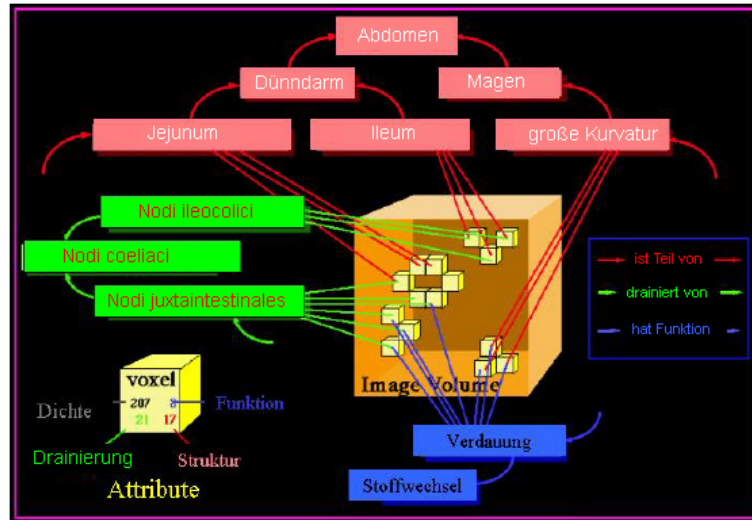 Abdomen
Dünndarm
Magen
Jejunum
Ileum
große Kurvatur
Nodi ileocolici
Nodi coeliaci
Nodi juxtaintestinales
ist Teil von
drainiert von
hat Funktion
Image Volume
voxel
207 8
21 17
Dichte
Funktion
Drainierung
Struktur
Attribute
Verdauung
Stoffwechsel